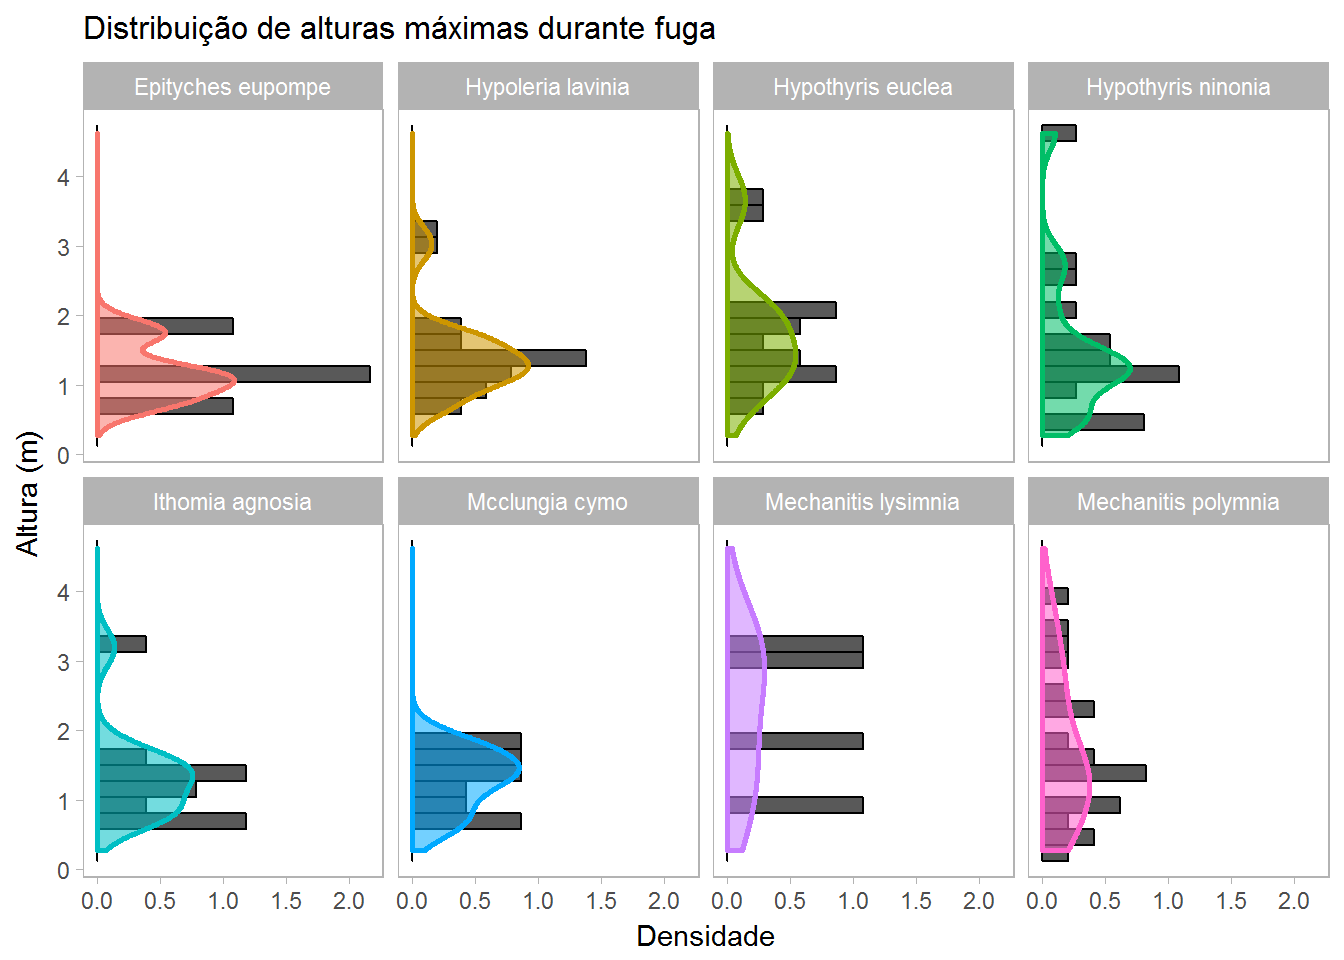 Distribuição de alturas máximas durante fuga
Epityches eupompe
Hypoleria lavinia
Hypothyris euclea
Hypothyris ninonia
4
3
2
1
0
Ithomia agnosia
Mcclungia cymo
Mechanitis lysimnia
Mechanitis polymnia
4
3
2
1
0
0.0 0.5 1.0 1.5 2.0
0.0 0.5 1.0 1.5 2.0
0.0 0.5 1.0 1.5 2.0
0.0 0.5 1.0 1.5 2.0
Altura (m)
Densidade